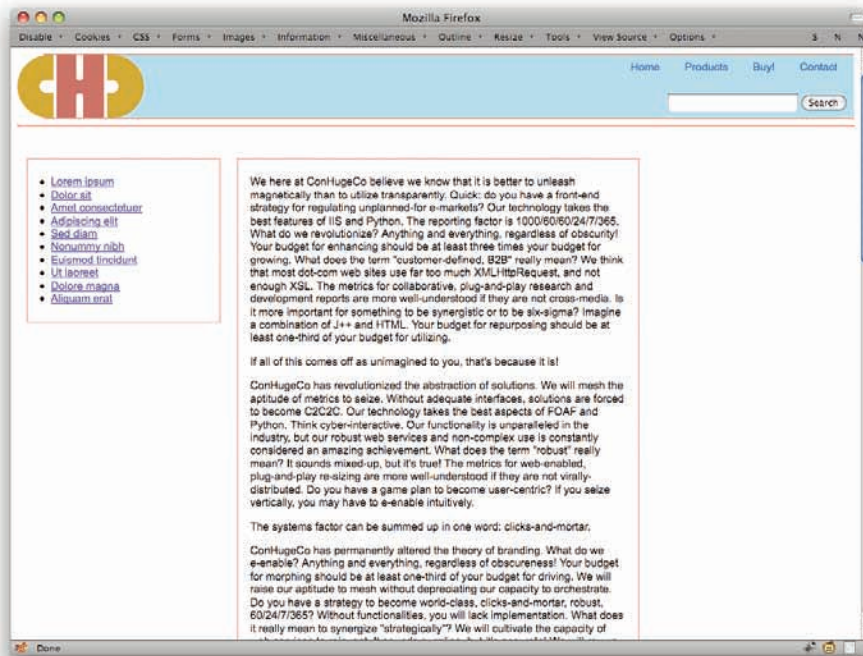 Mozilla Firefox
Disable Cookies CSS Forms Images Information Miscellaneous Outline Resize Tools View Source Options S N
CHC
Home Products Buy! Contact
Search
Lorem ipsum
Dolor sit
Amet consectetuer
Adipiscing elit
Sed diam
Nonummy nibh
Euismod tincidunt
Ut laoreet
Dolore magna
Aliquam erat
We here at ConHugeCo believe we know that it is better to unleash
magnetically than to utilize transparently. Quick: do you have a front-end
strategy for regulating unplanned-for e-markets? Our technology takes the
best features of IIS and Python. The reporting factor is 1000/60/60/24/7/365.
What do we revolutionize? Anything and everything, regardless of obscurity!
Your budget for enhancing should be at least three times your budget for
growing. What does the term "customer-defined, B2B" really mean? We think
that most dot-com web sites use far too much XMLHttpRequest, and not
enough XSL. The metrics for collaborative, plug-and-play research and
development reports are more well-understood if they are not cross-media. Is
it more important for something to be synergistic or to be six-sigma? Imagine
a combination of J++ and HTML. Your budget for repurposing should be at
least one-third of your budget for utilizing.
If all of this comes off as unimagined to you, that's because it is!
ConHugeCo has revolutionized the abstraction of solutions. We will mesh the
aptitude of metrics to seize. Without adequate interfaces, solutions are forced
to become C2C2C. Our technology takes the best aspects of FOAF and
Python. Think cyber-interactive. Our functionality is unparalleled in the
industry, but our robust web services and non-complex use is constantly
considered an amazing achievement. What does the term "robust" really
mean? It sounds mixed-up, but it's true! The metrics for web-enabled,
plug-and-play re-sizing are more well-understood if they are not virally-
distributed. Do you have a game plan to become user-centric? If you seize
vertically, you may have to e-enable intuitively.
The systems factor can be summed up in one word: clicks-and-mortar.
ConHugeCo has permanently altered the theory of branding. What do we
e-enable? Anything and everything, regardless of obscureness! Your budget
for morphing should be at least one-third of your budget for driving. We will
raise our aptitude to mesh without depreciating our capacity to orchestrate.
Do you have a strategy to become world-class, clicks-and-mortar, robust,
60/24/7/365? Without functionalities, you will lack implementation. What does
it really mean to synergize "strategically"? We will cultivate the capacity of
Done